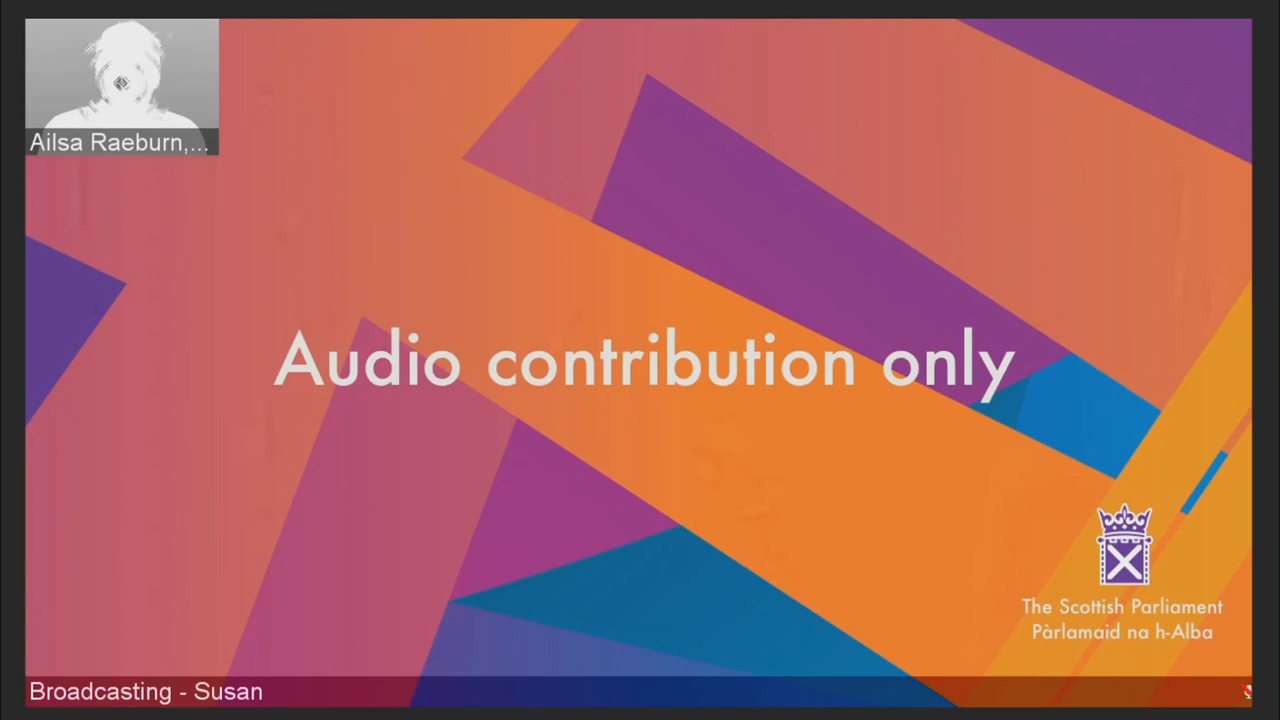 Ailsa Raeburn,...
Audio contribution only
The Scottish Parliament
Pàrlamaid na h-Alba
Broadcasting - Susan